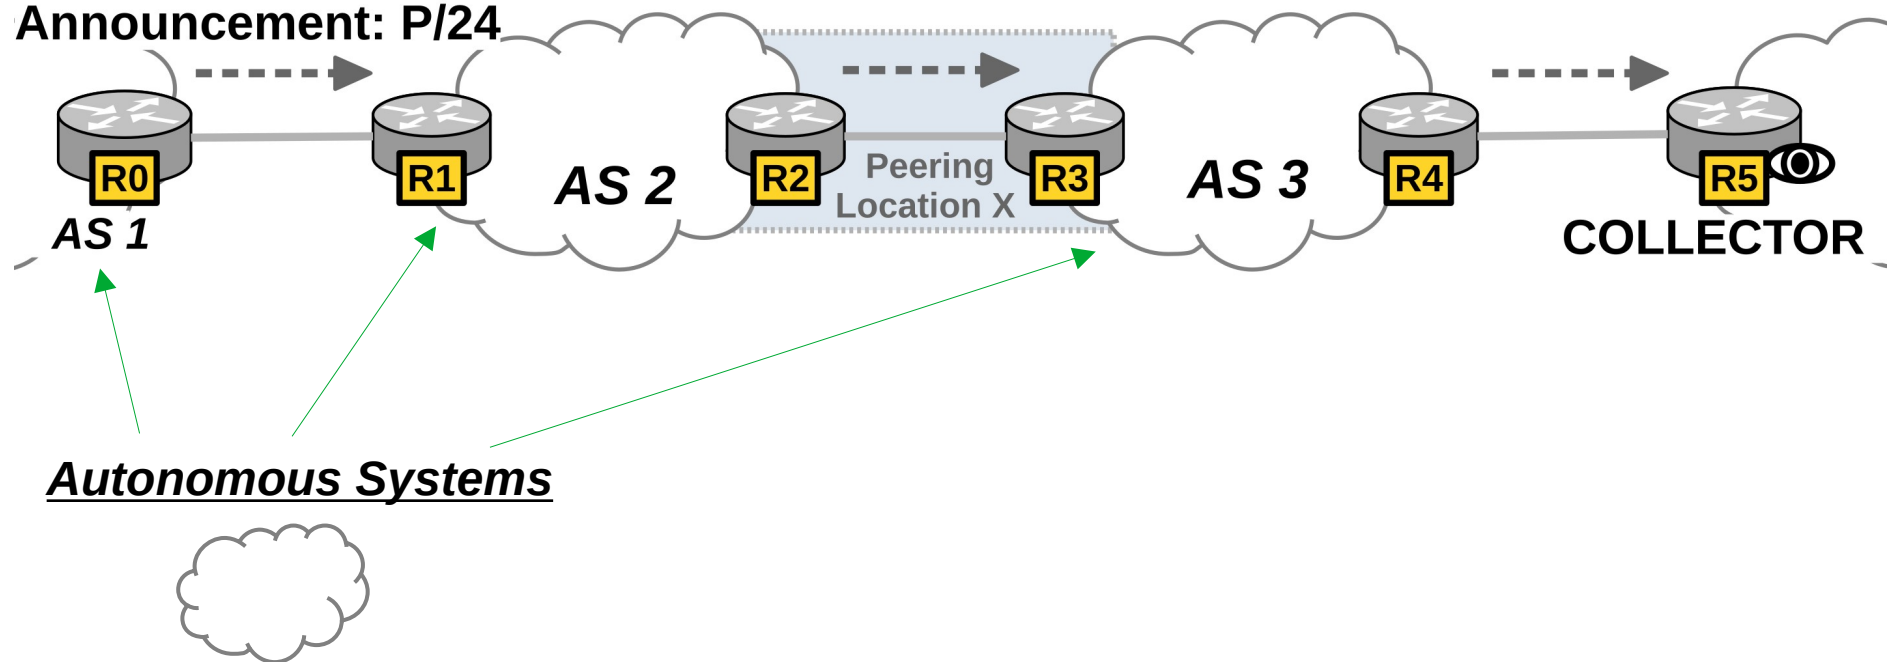 Announcement: P/24
R0
R1
AS 2
R2
Peering
Location X
R3
AS 3
R4
R5
AS 1
COLLECTOR
Autonomous Systems